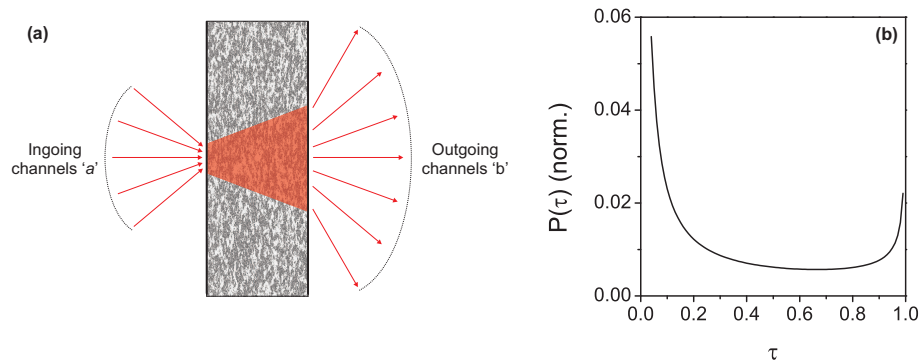 (a)
Ingoing
channels ‘a’
Outgoing
channels ‘b’
(b)
P(τ) (norm.)
0.06
0.04
0.02
0.00
0.0 0.2 0.4 0.6 0.8 1.0
τ